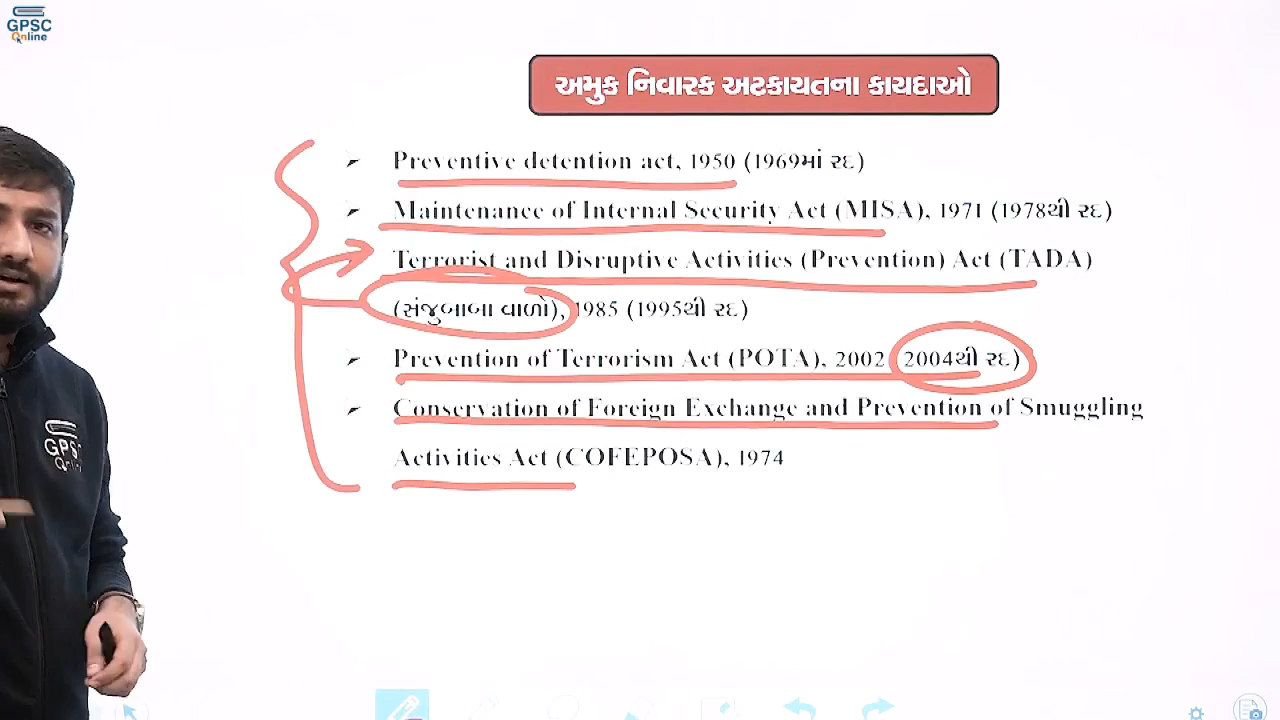 GPSC
Online
અમુક નિવારક અટકાયતના કાયદાઓ
➢ Preventive detention act, 1950 (1969માં રદ)
➢ Maintenance of Internal Security Act (MISA), 1971 (1978થી રદ)
Terrorist and Disruptive Activities (Prevention) Act (TADA)
(સંજુબાબા વાળો), 1985 (1995થી રદ)
➢ Prevention of Terrorism Act (POTA), 2002 2004થી રદ)
➢ Conservation of Foreign Exchange and Prevention of Smuggling
Activities Act (COFEPOSA), 1974
GPSC
Online